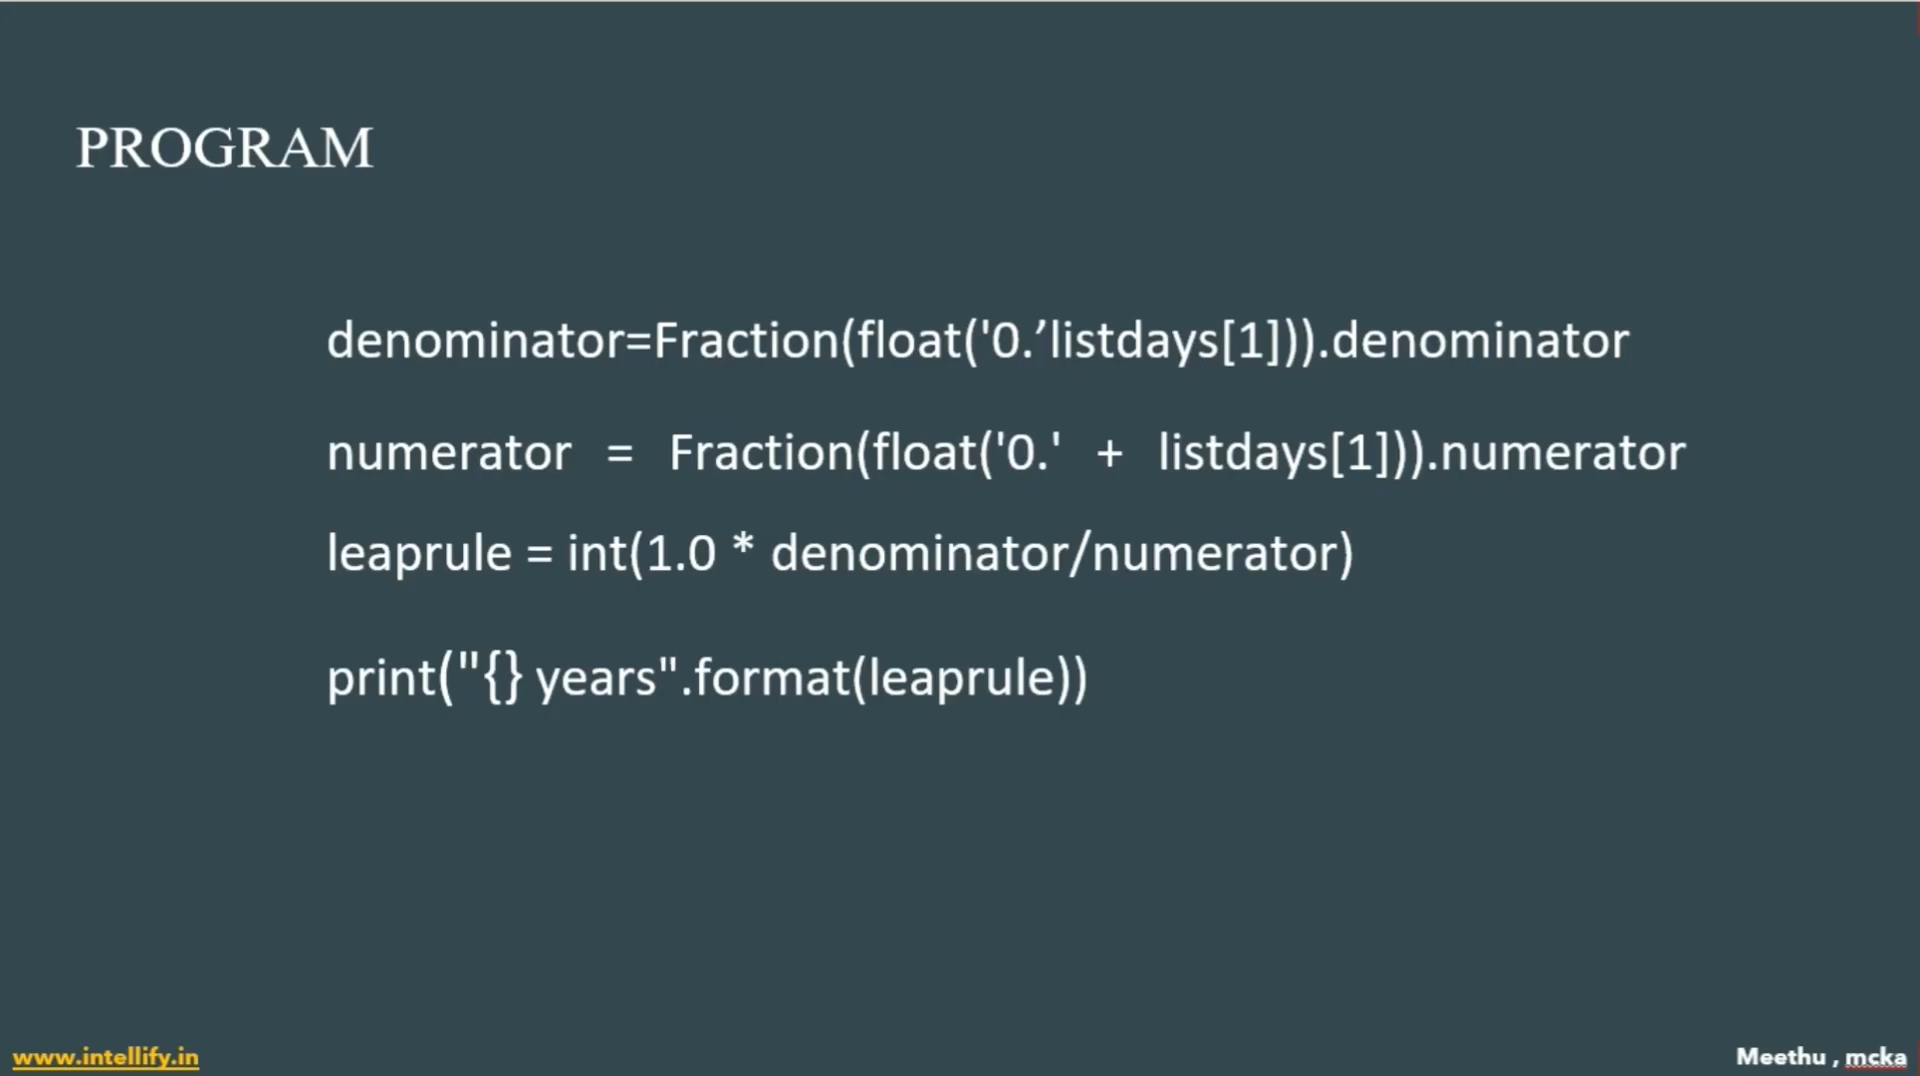 PROGRAM
denominator=Fraction(float('0.’listdays[1])).denominator
numerator = Fraction(float('0.' + listdays[1])).numerator
leaprule = int(1.0 * denominator/numerator)
print("{} years".format(leaprule))
www.intellify.in
Meethu , mcka